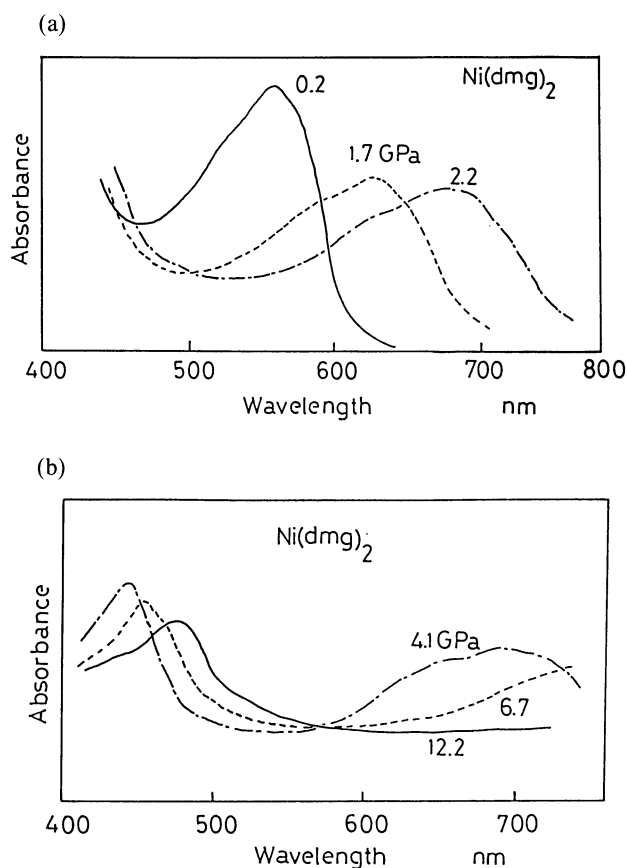 (a)
Ni(dmg)2
0.2
1.7 GPa
2.2
Absorbance
400 500 600 700 800
Wavelength nm
(b)
Ni(dmg)2
4.1 GPa
6.7
12.2
Absorbance
400 500 600 700
Wavelength nm